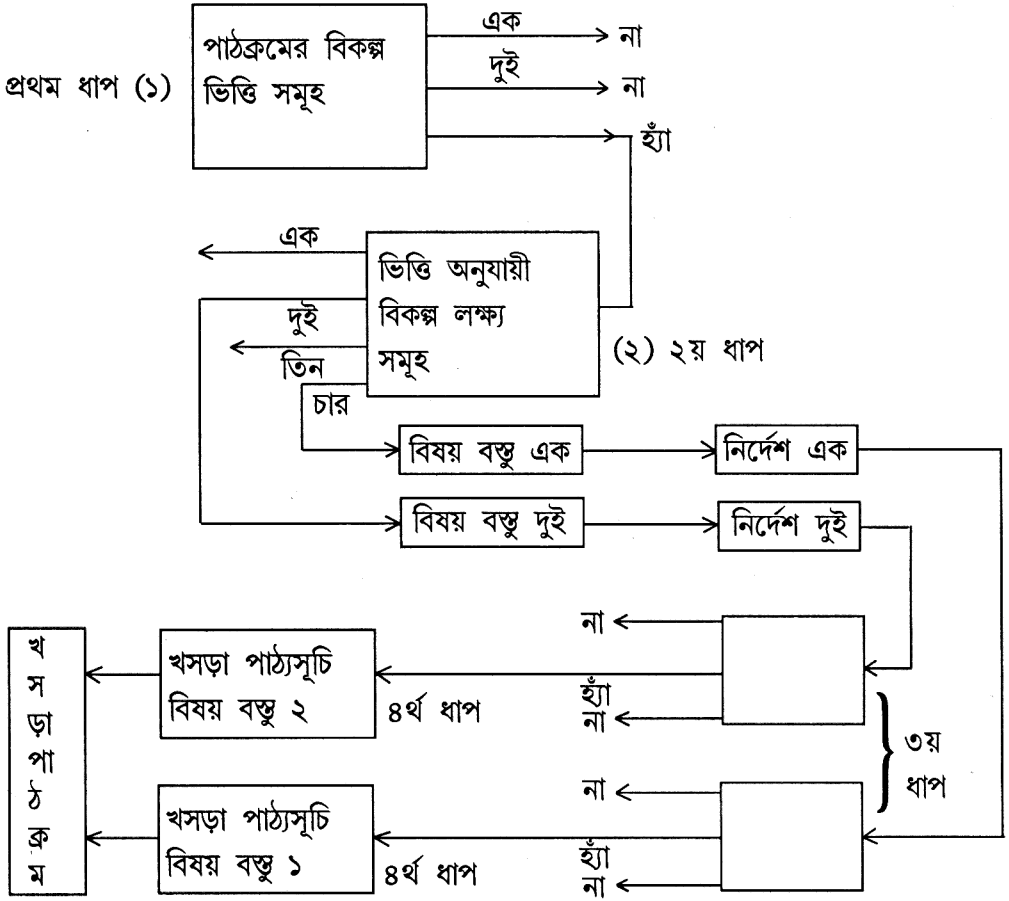 এক
না
পাঠক্রমের বিকল্প
ভিত্তি সমূহ
দুই
না
প্রথম ধাপ (১)
হ্যাঁ
এক
ভিত্তি অনুযায়ী
বিকল্প লক্ষ্য
সমূহ
দুই
তিন
চার
(২) ২য় ধাপ
বিষয় বস্তু এক
নির্দেশ এক
বিষয় বস্তু দুই
নির্দেশ দুই
না
হ্যাঁ
না
খসড়া পাঠ্যসূচি
বিষয় বস্তু ২
৪র্থ ধাপ
৩য়
ধাপ
না
হ্যাঁ
না
খসড়া পাঠ্যসূচি
বিষয় বস্তু ১
৪র্থ ধাপ
খ
স
ড়া
পা
ঠ
ক্র
ম